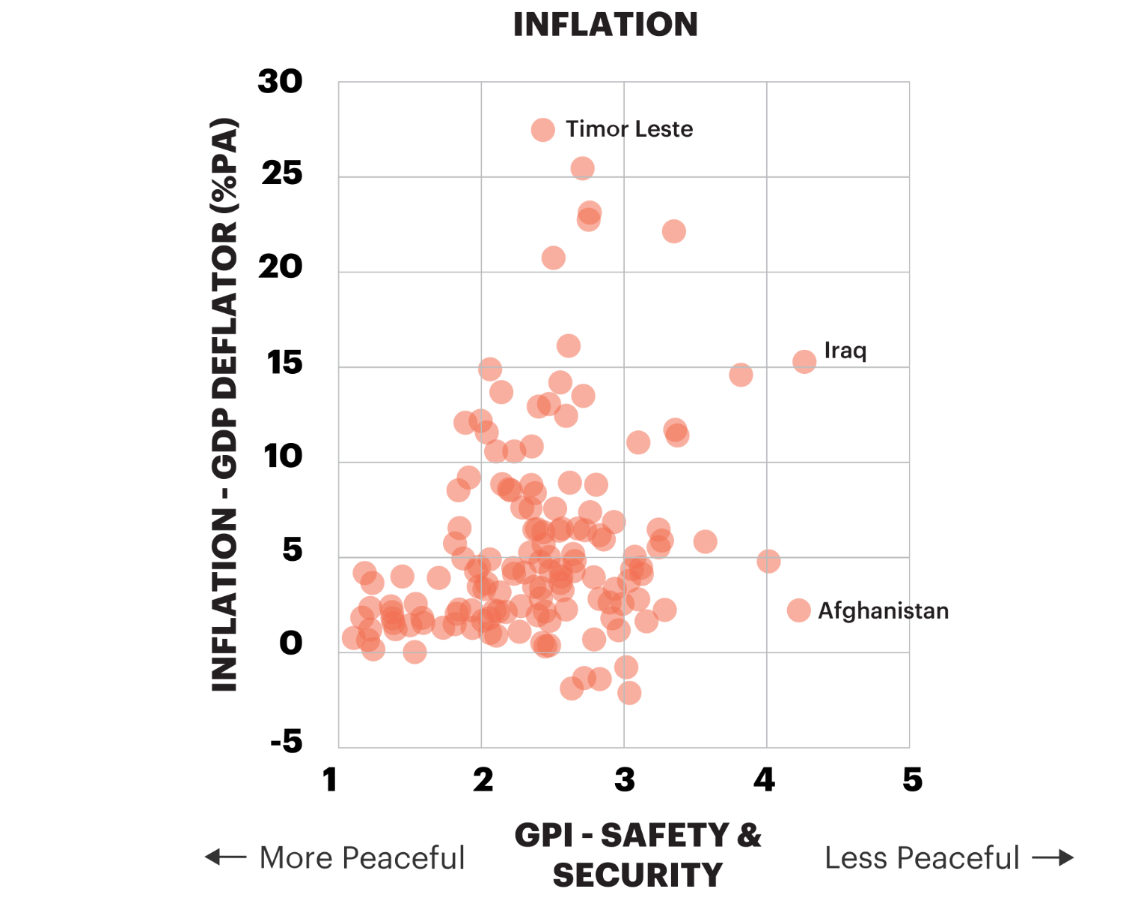 INFLATION
INFLATION - GDP DEFLATOR (%PA)
30
25
20
15
10
5
0
-5
Timor Leste
Iraq
Afghanistan
1 2 3 4 5
GPI - SAFETY &
SECURITY
More Peaceful
Less Peaceful